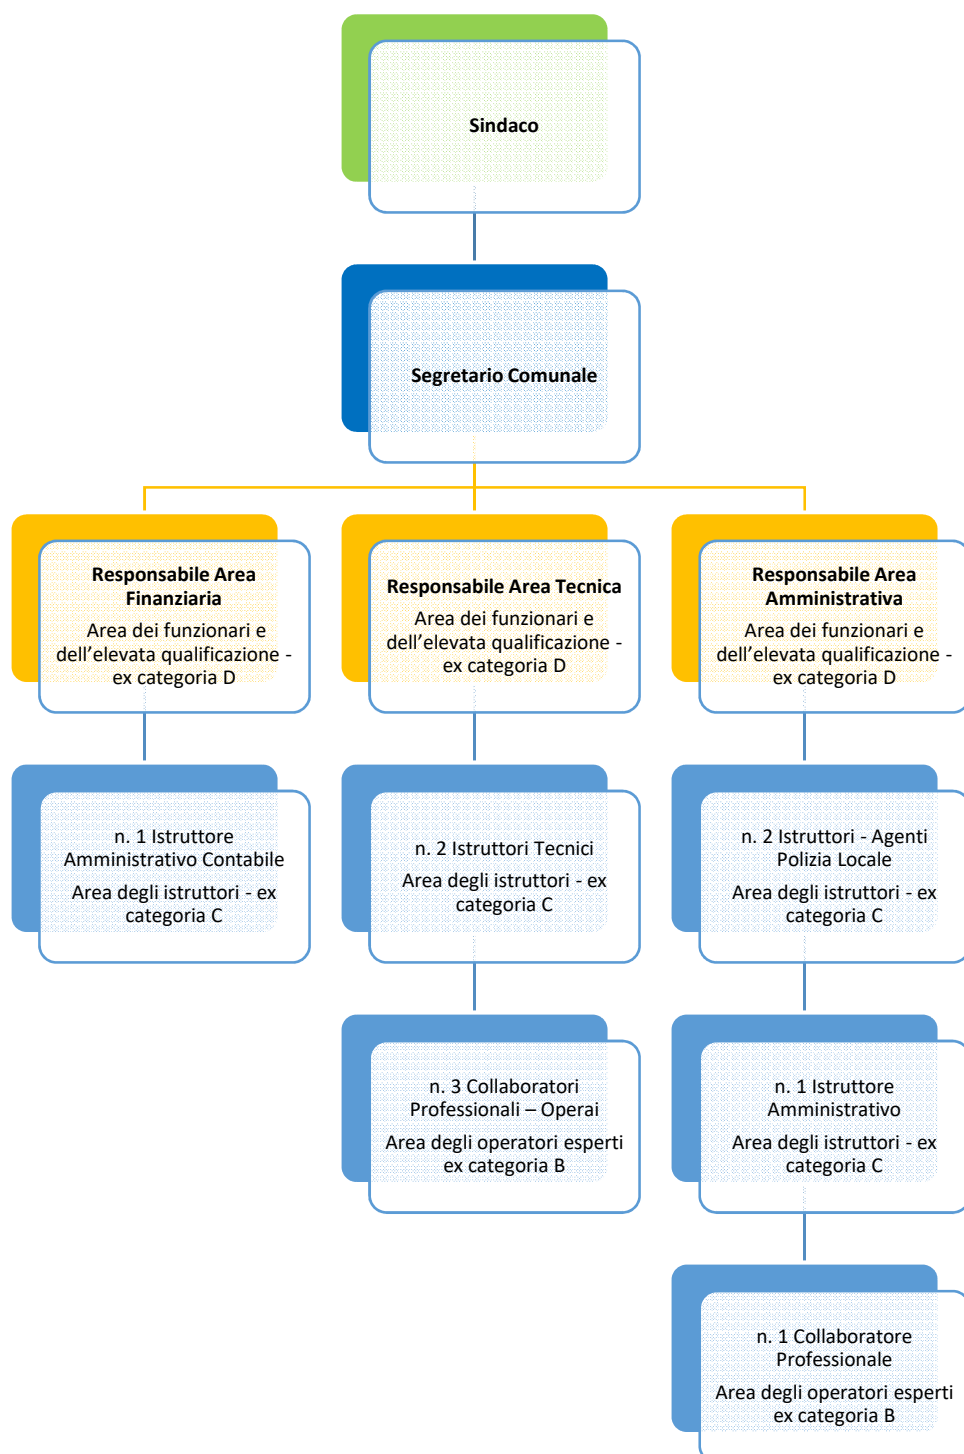 Sindaco
Segretario Comunale
Responsabile Area
Finanziaria
Area dei funzionari e
dell’elevata qualificazione -
ex categoria D
Responsabile Area Tecnica
Area dei funzionari e
dell’elevata qualificazione -
ex categoria D
Responsabile Area
Amministrativa
Area dei funzionari e
dell’elevata qualificazione -
ex categoria D
n. 1 Istruttore
Amministrativo Contabile
Area degli istruttori - ex
categoria C
n. 2 Istruttori Tecnici
Area degli istruttori - ex
categoria C
n. 2 Istruttori - Agenti
Polizia Locale
Area degli istruttori - ex
categoria C
n. 3 Collaboratori
Professionali – Operai
Area degli operatori esperti
ex categoria B
n. 1 Istruttore
Amministrativo
Area degli istruttori - ex
categoria C
n. 1 Collaboratore
Professionale
Area degli operatori esperti
ex categoria B